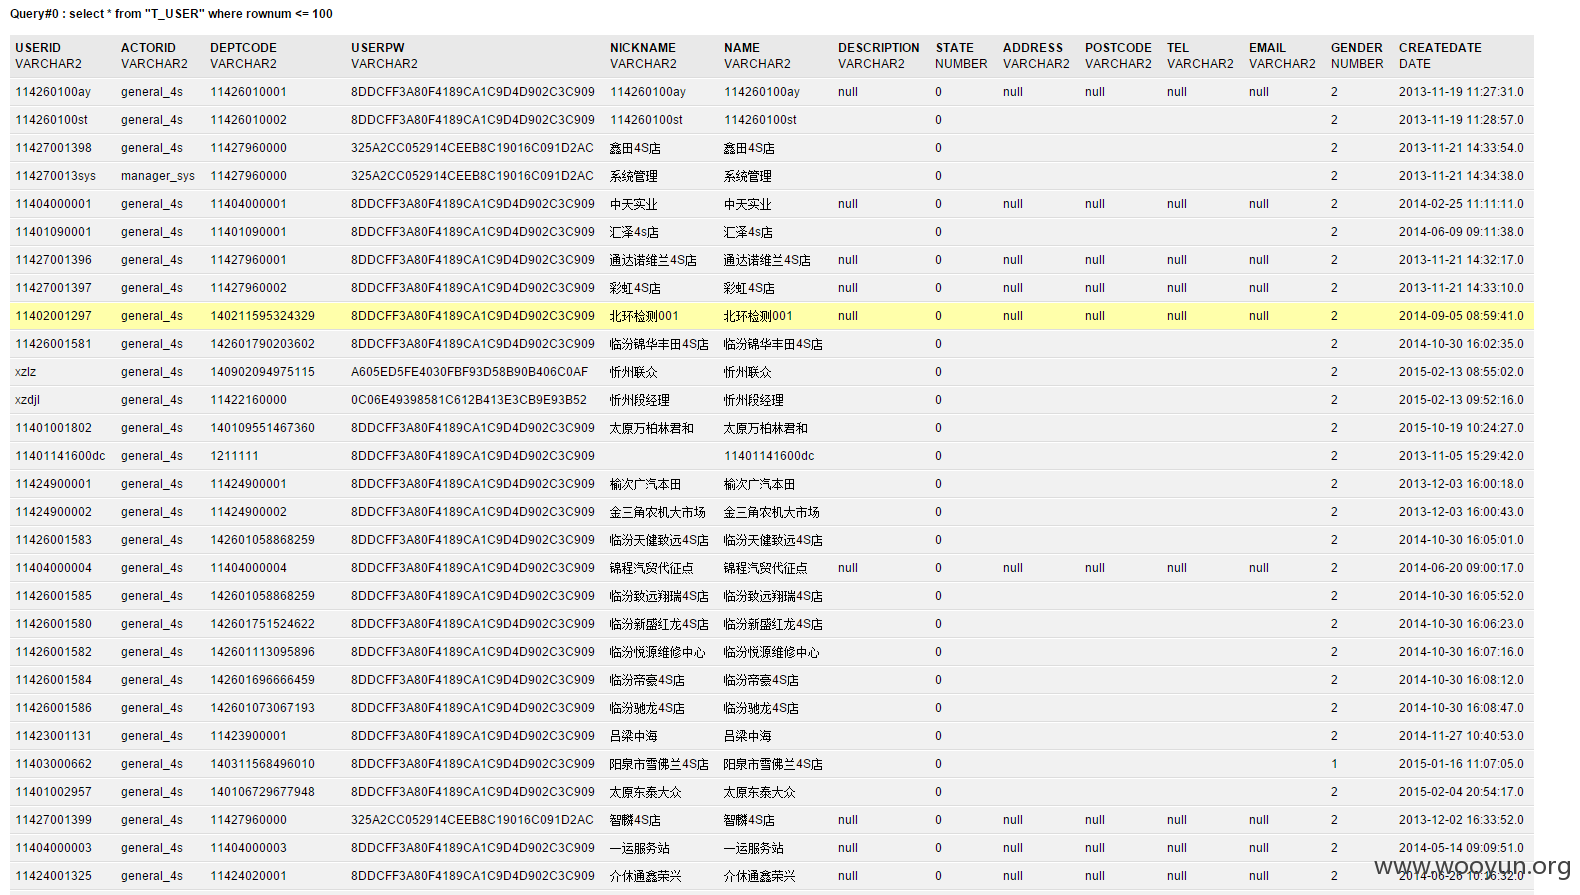 Query#0 : select * from "T_USER" where rownum <= 100
USERID ACTORID DEPTCODE USERPW NICKNAME NAME DESCRIPTION STATE ADDRESS POSTCODE TEL EMAIL GENDER CREATEDATE
VARCHAR2 VARCHAR2 VARCHAR2 VARCHAR2 VARCHAR2 VARCHAR2 VARCHAR2 NUMBER VARCHAR2 VARCHAR2 VARCHAR2 VARCHAR2 NUMBER DATE
114260100ay general_4s 11426010001 8DDCFF3A80F4189CA1C9D4D902C3C909 114260100ay 114260100ay null 0 null null null null 2 2013-11-19 11:27:31.0
114260100st general_4s 11426010002 8DDCFF3A80F4189CA1C9D4D902C3C909 114260100st 114260100st 0 2 2013-11-19 11:28:57.0
11427001398 general_4s 11427960000 325A2CC052914CEEB8C19016C091D2AC 鑫田4S店 鑫田4S店 0 2 2013-11-21 14:33:54.0
114270013sys manager_sys 11427960000 325A2CC052914CEEB8C19016C091D2AC 系统管理 系统管理 0 2 2013-11-21 14:34:38.0
11404000001 general_4s 11404000001 8DDCFF3A80F4189CA1C9D4D902C3C909 中天实业 中天实业 null 0 null null null null 2 2014-02-25 11:11:11.0
11401090001 general_4s 11401090001 8DDCFF3A80F4189CA1C9D4D902C3C909 汇泽4s店 汇泽4s店 0 2 2014-06-09 09:11:38.0
11427001396 general_4s 11427960001 8DDCFF3A80F4189CA1C9D4D902C3C909 通达诺维兰4S店 通达诺维兰4S店 null 0 null null null null 2 2013-11-21 14:32:17.0
11427001397 general_4s 11427960002 8DDCFF3A80F4189CA1C9D4D902C3C909 彩虹4S店 彩虹4S店 null 0 null null null null 2 2013-11-21 14:33:10.0
11402001297 general_4s 140211595324329 8DDCFF3A80F4189CA1C9D4D902C3C909 北环检测001 北环检测001 null 0 null null null null 2 2014-09-05 08:59:41.0
11426001581 general_4s 142601790203602 8DDCFF3A80F4189CA1C9D4D902C3C909 临汾锦华丰田4S店 临汾锦华丰田4S店 0 2 2014-10-30 16:02:35.0
xzlz general_4s 140902094975115 A605ED5FE4030FBF93D58B90B406C0AF 忻州联众 忻州联众 0 2 2015-02-13 08:55:02.0
xzdjl general_4s 11422160000 0C06E49398581C612B413E3CB9E93B52 忻州段经理 忻州段经理 0 2 2015-02-13 09:52:16.0
11401001802 general_4s 140109551467360 8DDCFF3A80F4189CA1C9D4D902C3C909 太原万柏林君和 太原万柏林君和 0 2 2015-10-19 10:24:27.0
11401141600dc general_4s 1211111 8DDCFF3A80F4189CA1C9D4D902C3C909 11401141600dc 0 2 2013-11-05 15:29:42.0
11424900001 general_4s 11424900001 8DDCFF3A80F4189CA1C9D4D902C3C909 榆次广汽本田 榆次广汽本田 0 2 2013-12-03 16:00:18.0
11424900002 general_4s 11424900002 8DDCFF3A80F4189CA1C9D4D902C3C909 金三角农机大市场 金三角农机大市场 0 2 2013-12-03 16:00:43.0
11426001583 general_4s 142601058868259 8DDCFF3A80F4189CA1C9D4D902C3C909 临汾天健致远4S店 临汾天健致远4S店 0 2 2014-10-30 16:05:01.0
11404000004 general_4s 11404000004 8DDCFF3A80F4189CA1C9D4D902C3C909 锦程汽贸代征点 锦程汽贸代征点 null 0 null null null null 2 2014-06-20 09:00:17.0
11426001585 general_4s 142601058868259 8DDCFF3A80F4189CA1C9D4D902C3C909 临汾致远翔瑞4S店 临汾致远翔瑞4S店 0 2 2014-10-30 16:05:52.0
11426001580 general_4s 142601751524622 8DDCFF3A80F4189CA1C9D4D902C3C909 临汾新盛红龙4S店 临汾新盛红龙4S店 0 2 2014-10-30 16:06:23.0
11426001582 general_4s 142601113095896 8DDCFF3A80F4189CA1C9D4D902C3C909 临汾悦源维修中心 临汾悦源维修中心 0 2 2014-10-30 16:07:16.0
11426001584 general_4s 142601696666459 8DDCFF3A80F4189CA1C9D4D902C3C909 临汾帝豪4S店 临汾帝豪4S店 0 2 2014-10-30 16:08:12.0
11426001586 general_4s 142601073067193 8DDCFF3A80F4189CA1C9D4D902C3C909 临汾驰龙4S店 临汾驰龙4S店 0 2 2014-10-30 16:08:47.0
11423001131 general_4s 11423900001 8DDCFF3A80F4189CA1C9D4D902C3C909 吕梁中海 吕梁中海 0 2 2014-11-27 10:40:53.0
11403000662 general_4s 140311568496010 8DDCFF3A80F4189CA1C9D4D902C3C909 阳泉市雪佛兰4S店 阳泉市雪佛兰4S店 0 1 2015-01-16 11:07:05.0
11401002957 general_4s 140106729677948 8DDCFF3A80F4189CA1C9D4D902C3C909 太原东泰大众 太原东泰大众 0 2 2015-02-04 20:54:17.0
11427001399 general_4s 11427960000 325A2CC052914CEEB8C19016C091D2AC 智麟4S店 智麟4S店 null 0 null null null null 2 2013-12-02 16:33:52.0
11404000003 general_4s 11404000003 8DDCFF3A80F4189CA1C9D4D902C3C909 一运服务站 一运服务站 null 0 null null null null 2 2014-05-14 09:09:51.0
11424001325 general_4s 11424020001 8DDCFF3A80F4189CA1C9D4D902C3C909 介休通鑫荣兴 介休通鑫荣兴 null 0 null null null null 2 2014-06-26 10:16:32.0
www.wooyun.org